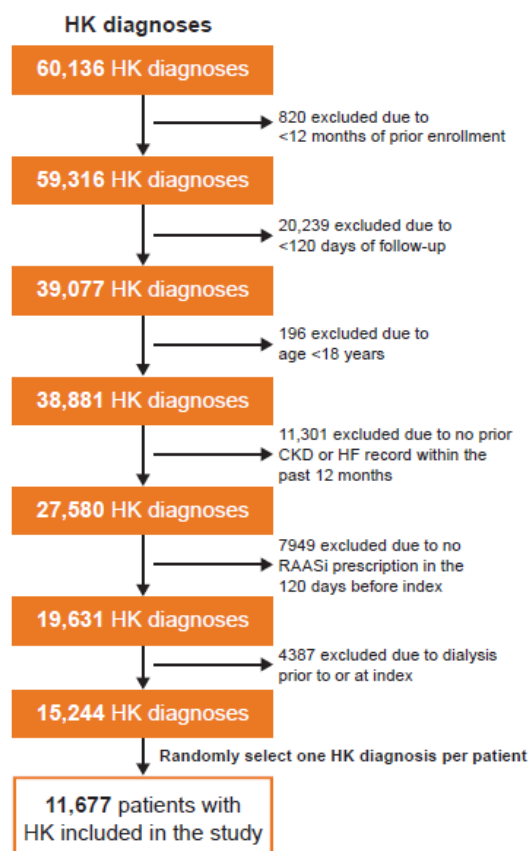 HK diagnoses
60,136 HK diagnoses
820 excluded due to
<12 months of prior enrollment
59,316 HK diagnoses
20,239 excluded due to
<120 days of follow-up
39,077 HK diagnoses
196 excluded due to
age <18 years
38,881 HK diagnoses
11,301 excluded due to no prior
CKD or HF record within the
past 12 months
27,580 HK diagnoses
7949 excluded due to no
RAASi prescription in the
120 days before index
19,631 HK diagnoses
4387 excluded due to dialysis
prior to or at index
15,244 HK diagnoses
Randomly select one HK diagnosis per patient
11,677 patients with
HK included in the study